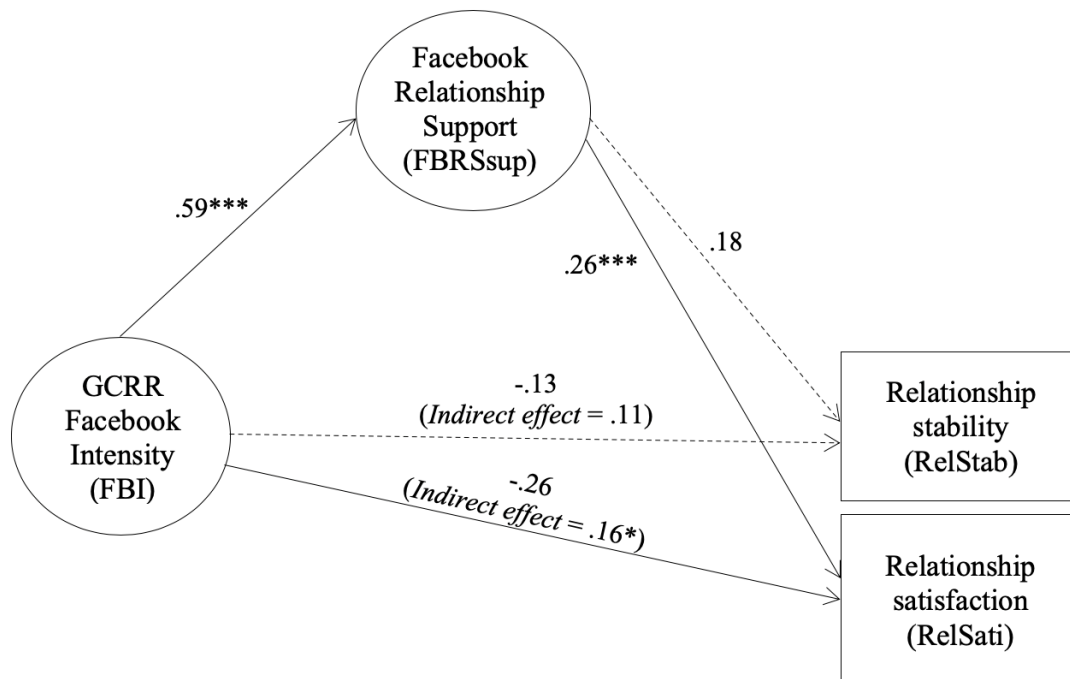 Facebook
Relationship
Support
(FBRSsup)
.59***
.18
.26***
GCRR
Facebook
Intensity
(FBI)
-.13
(Indirect effect = .11)
-.26
(Indirect effect = .16*)
Relationship
stability
(RelStab)
Relationship
satisfaction
(RelSati)